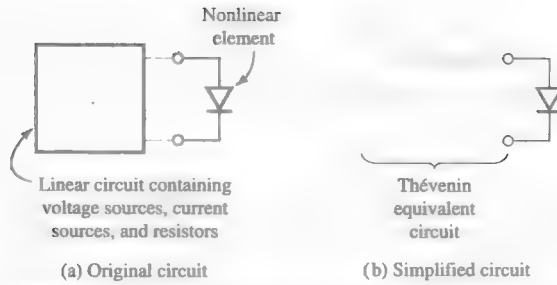 Nonlinear
element
Linear circuit containing
voltage sources, current
sources, and resistors
(a) Original circuit
Thévenin
equivalent
circuit
(b) Simplified circuit